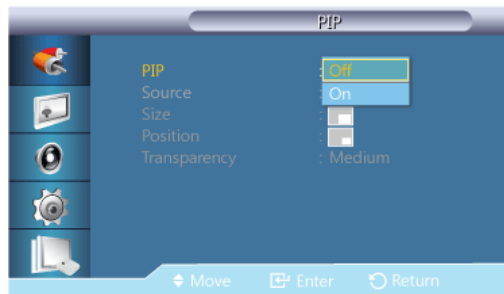 PIP
PIP : Off
Source : On
Size :
Position :
Transparency : Medium
Move Enter Return